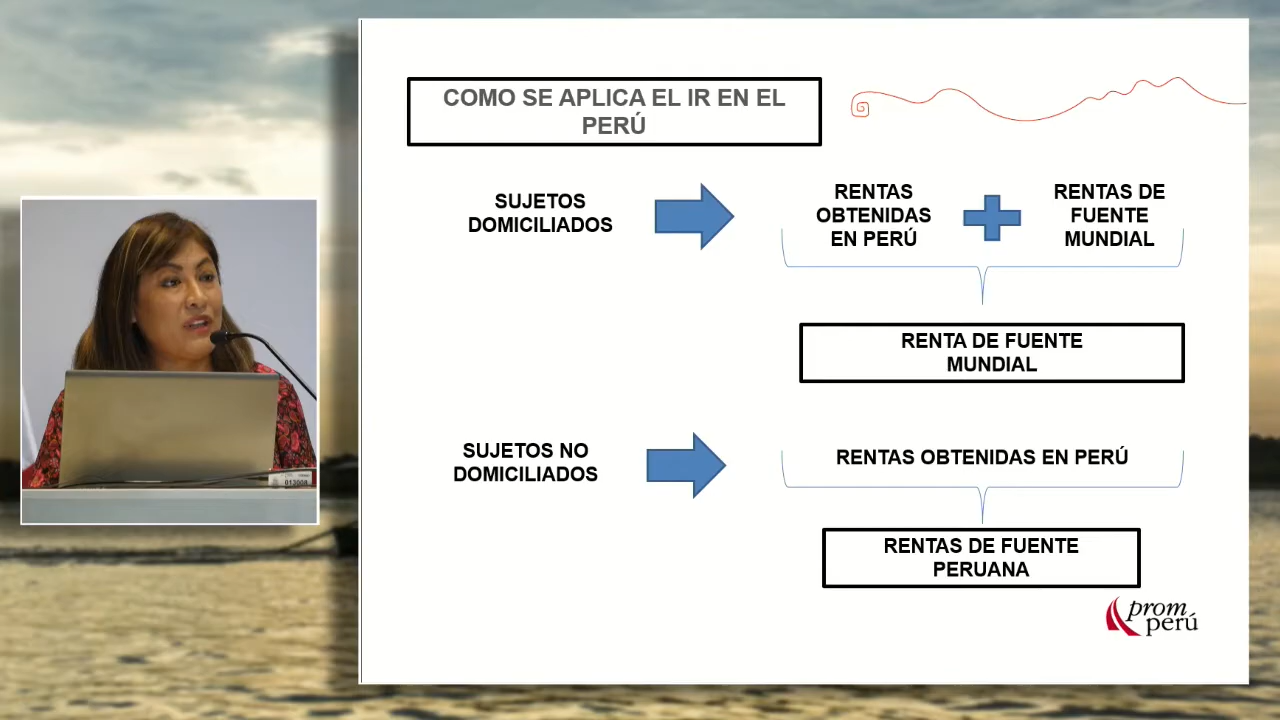 COMO SE APLICA EL IR EN EL
PERÚ
SUJETOS
DOMICILIADOS
RENTAS
OBTENIDAS
EN PERÚ
RENTAS DE
FUENTE
MUNDIAL
RENTA DE FUENTE
MUNDIAL
SUJETOS NO
DOMICILIADOS
RENTAS OBTENIDAS EN PERÚ
RENTAS DE FUENTE
PERUANA
prom
perú